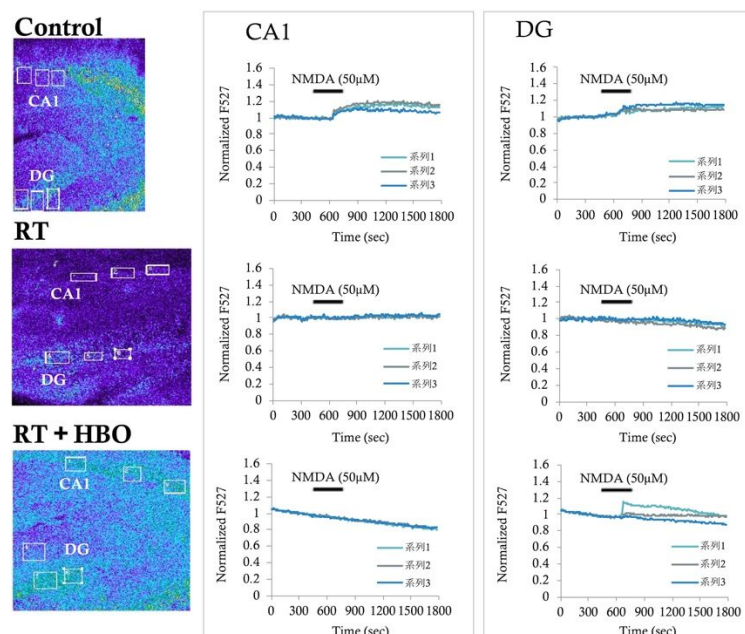 Control
CA1
DG
RT
CA1
DG
RT + HBO
CA1
DG
CA1
NMDA (50µM)
Normalized F527
1.6
1.4
1.2
1
0.8
0.6
0.4
0.2
0
系列1
系列2
系列3
0 300 600 900 1200 1500 1800
Time (sec)
NMDA (50µM)
Normalized F527
1.6
1.4
1.2
1
0.8
0.6
0.4
0.2
0
系列1
系列2
系列3
0 300 600 900 1200 1500 1800
Time (sec)
NMDA (50µM)
Normalized F527
1.6
1.4
1.2
1
0.8
0.6
0.4
0.2
0
系列1
系列2
系列3
0 300 600 900 1200 1500 1800
Time (sec)
DG
NMDA (50µM)
Normalized F527
1.6
1.4
1.2
1
0.8
0.6
0.4
0.2
0
系列1
系列2
系列3
0 300 600 900 1200 1500 1800
Time (sec)
NMDA (50µM)
Normalized F527
1.6
1.4
1.2
1
0.8
0.6
0.4
0.2
0
系列1
系列2
系列3
0 300 600 900 1200 1500 1800
Time (sec)
NMDA (50µM)
Normalized F527
1.6
1.4
1.2
1
0.8
0.6
0.4
0.2
0
系列1
系列2
系列3
0 300 600 900 1200 1500 1800
Time (sec)